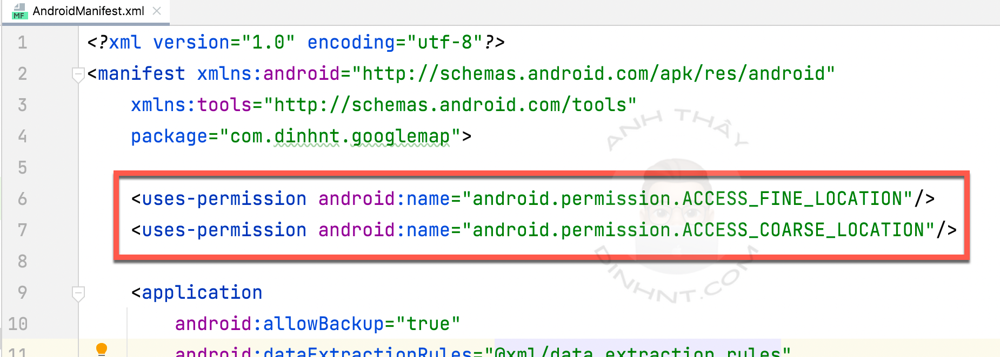 MF AndroidManifest.xml
1 <?xml version="1.0" encoding="utf-8"?>
2 <manifest xmlns:android="http://schemas.android.com/apk/res/android"
3 xmlns:tools="http://schemas.android.com/tools"
4 package="com.dinhnt.googlemap">
5
6 <uses-permission android:name="android.permission.ACCESS_FINE_LOCATION"/>
7 <uses-permission android:name="android.permission.ACCESS_COARSE_LOCATION"/>
8
9 <application
10 android:allowBackup="true"
11 android:dataExtractionRules="@xml/data_extraction_rules"
ANH THẦY
DINHNT.COM